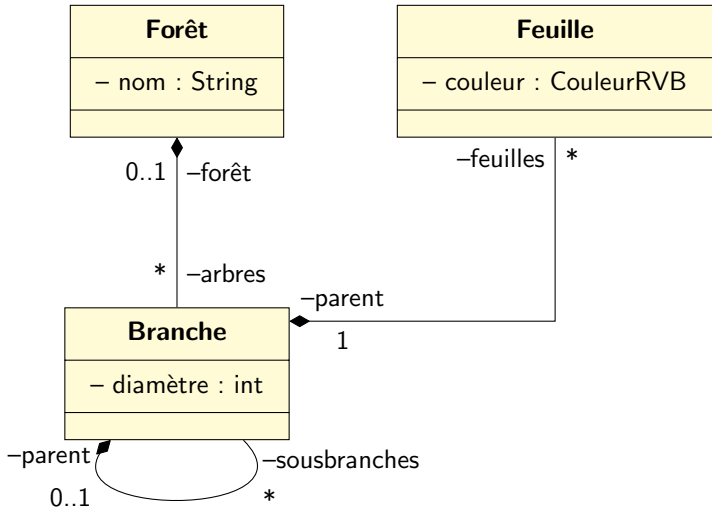 Forêt
– nom : String
Feuille
– couleur : CouleurRVB
0..1
–forêt
–feuilles
*
*
–arbres
–parent
1
Branche
– diamètre : int
–parent
–sousbranches
0..1
*